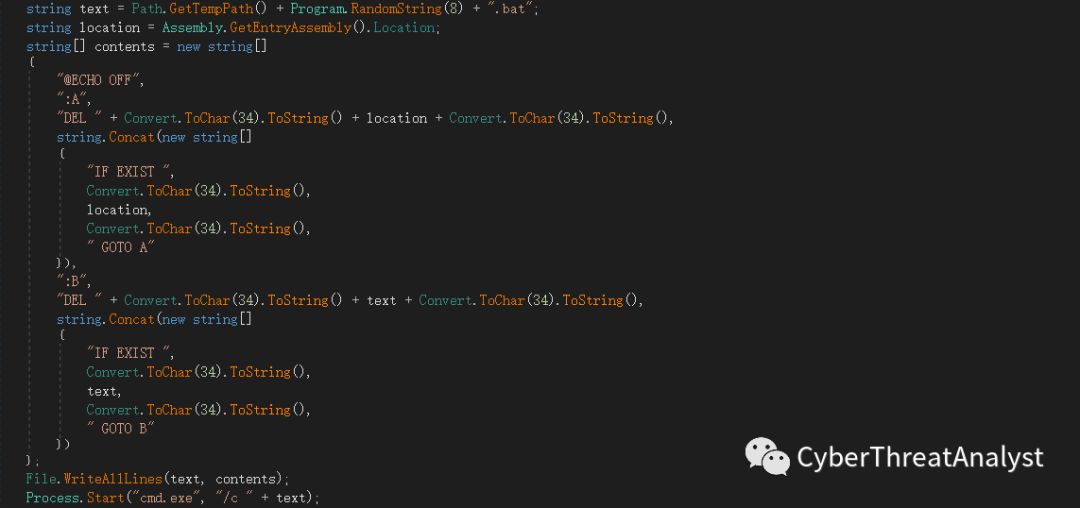 string text = Path.GetTempPath() + Program.RandomString(8) + ".bat";
string location = Assembly.GetEntryAssembly().Location;
string[] contents = new string[]
{
"@ECHO OFF",
":A",
"DEL " + Convert.ToChar(34).ToString() + location + Convert.ToChar(34).ToString(),
string.Concat(new string[]
{
"IF EXIST ",
Convert.ToChar(34).ToString(),
location,
Convert.ToChar(34).ToString(),
" GOTO A"
}),
":B",
"DEL " + Convert.ToChar(34).ToString() + text + Convert.ToChar(34).ToString(),
string.Concat(new string[]
{
"IF EXIST ",
Convert.ToChar(34).ToString(),
text,
Convert.ToChar(34).ToString(),
" GOTO B"
})
};
File.WriteAllLines(text, contents);
Process.Start("cmd.exe", "/c " + text);
CyberThreatAnalyst